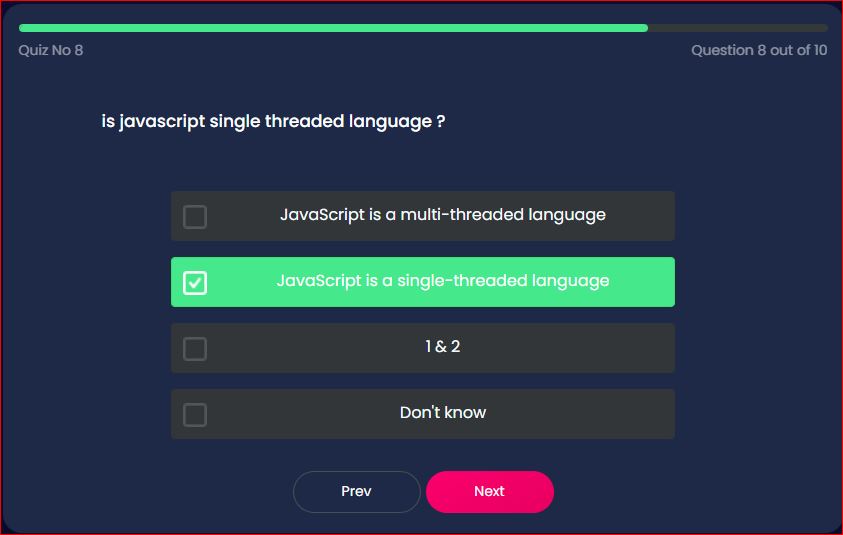 Quiz No 8
Question 8 out of 10
is javascript single threaded language ?
JavaScript is a multi-threaded language
JavaScript is a single-threaded language
1 & 2
Don't know
Prev
Next